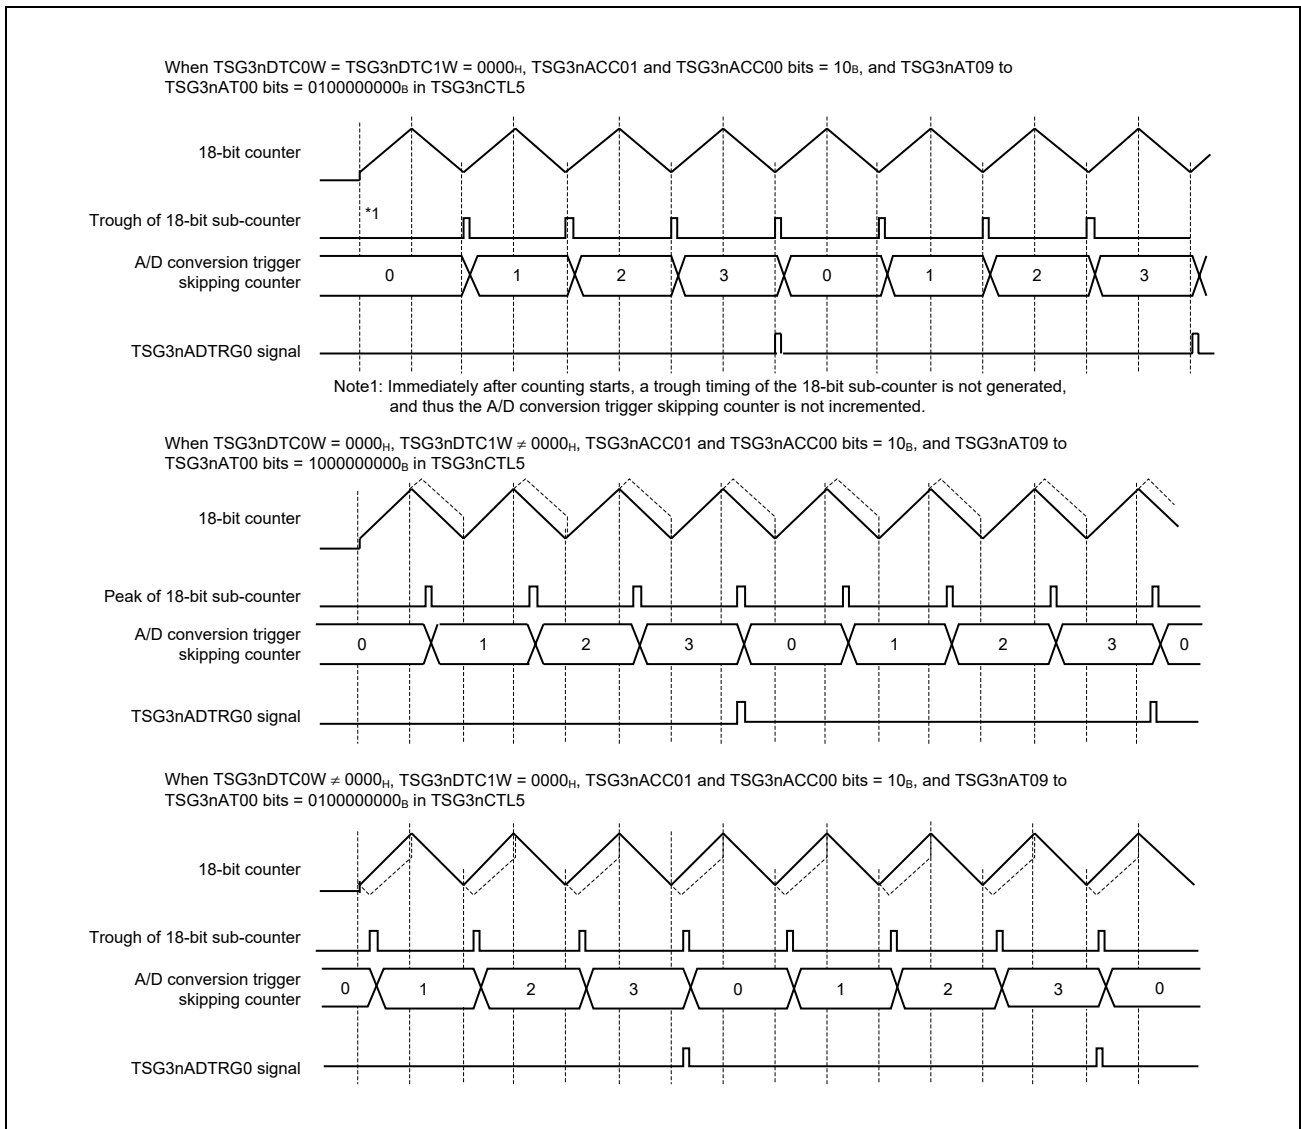 When TSG3nDTC0W = TSG3nDTC1W = 0000H, TSG3nACC01 and TSG3nACC00 bits = 10B, and TSG3nAT09 to
TSG3nAT00 bits = 0100000000B in TSG3nCTL5
18-bit counter
Trough of 18-bit sub-counter
*1
A/D conversion trigger
skipping counter
0 1 2 3 0 1 2 3
TSG3nADTRG0 signal
Note1: Immediately after counting starts, a trough timing of the 18-bit sub-counter is not generated,
and thus the A/D conversion trigger skipping counter is not incremented.
When TSG3nDTC0W = 0000H, TSG3nDTC1W ≠ 0000H, TSG3nACC01 and TSG3nACC00 bits = 10B, and TSG3nAT09 to
TSG3nAT00 bits = 1000000000B in TSG3nCTL5
18-bit counter
Peak of 18-bit sub-counter
A/D conversion trigger
skipping counter
0 1 2 3 0 1 2 3 0
TSG3nADTRG0 signal
When TSG3nDTC0W ≠ 0000H, TSG3nDTC1W = 0000H, TSG3nACC01 and TSG3nACC00 bits = 10B, and TSG3nAT09 to
TSG3nAT00 bits = 0100000000B in TSG3nCTL5
18-bit counter
Trough of 18-bit sub-counter
A/D conversion trigger
skipping counter
0 1 2 3 0 1 2 3 0
TSG3nADTRG0 signal